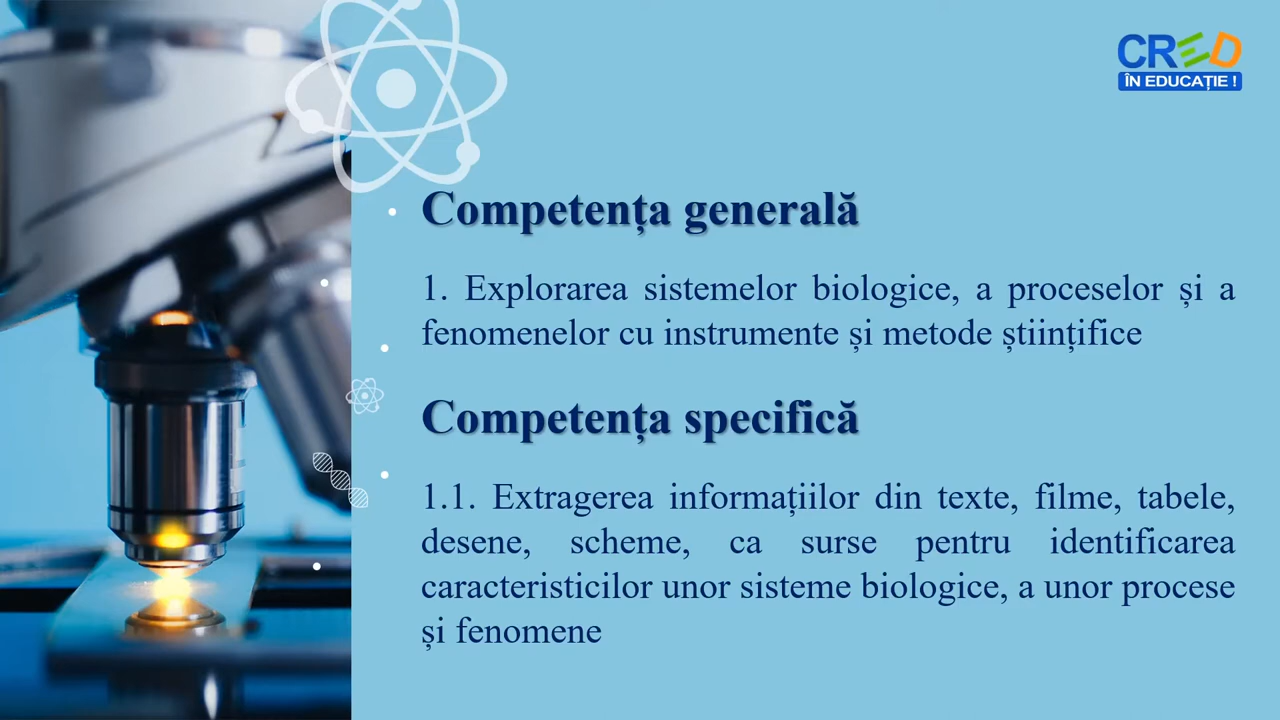 CRED
ÎN EDUCAȚIE !
Competența generală
1. Explorarea sistemelor biologice, a proceselor și a
fenomenelor cu instrumente și metode științifice
Competența specifică
1.1. Extragerea informațiilor din texte, filme, tabele,
desene, scheme, ca surse pentru identificarea
caracteristicilor unor sisteme biologice, a unor procese
și fenomene